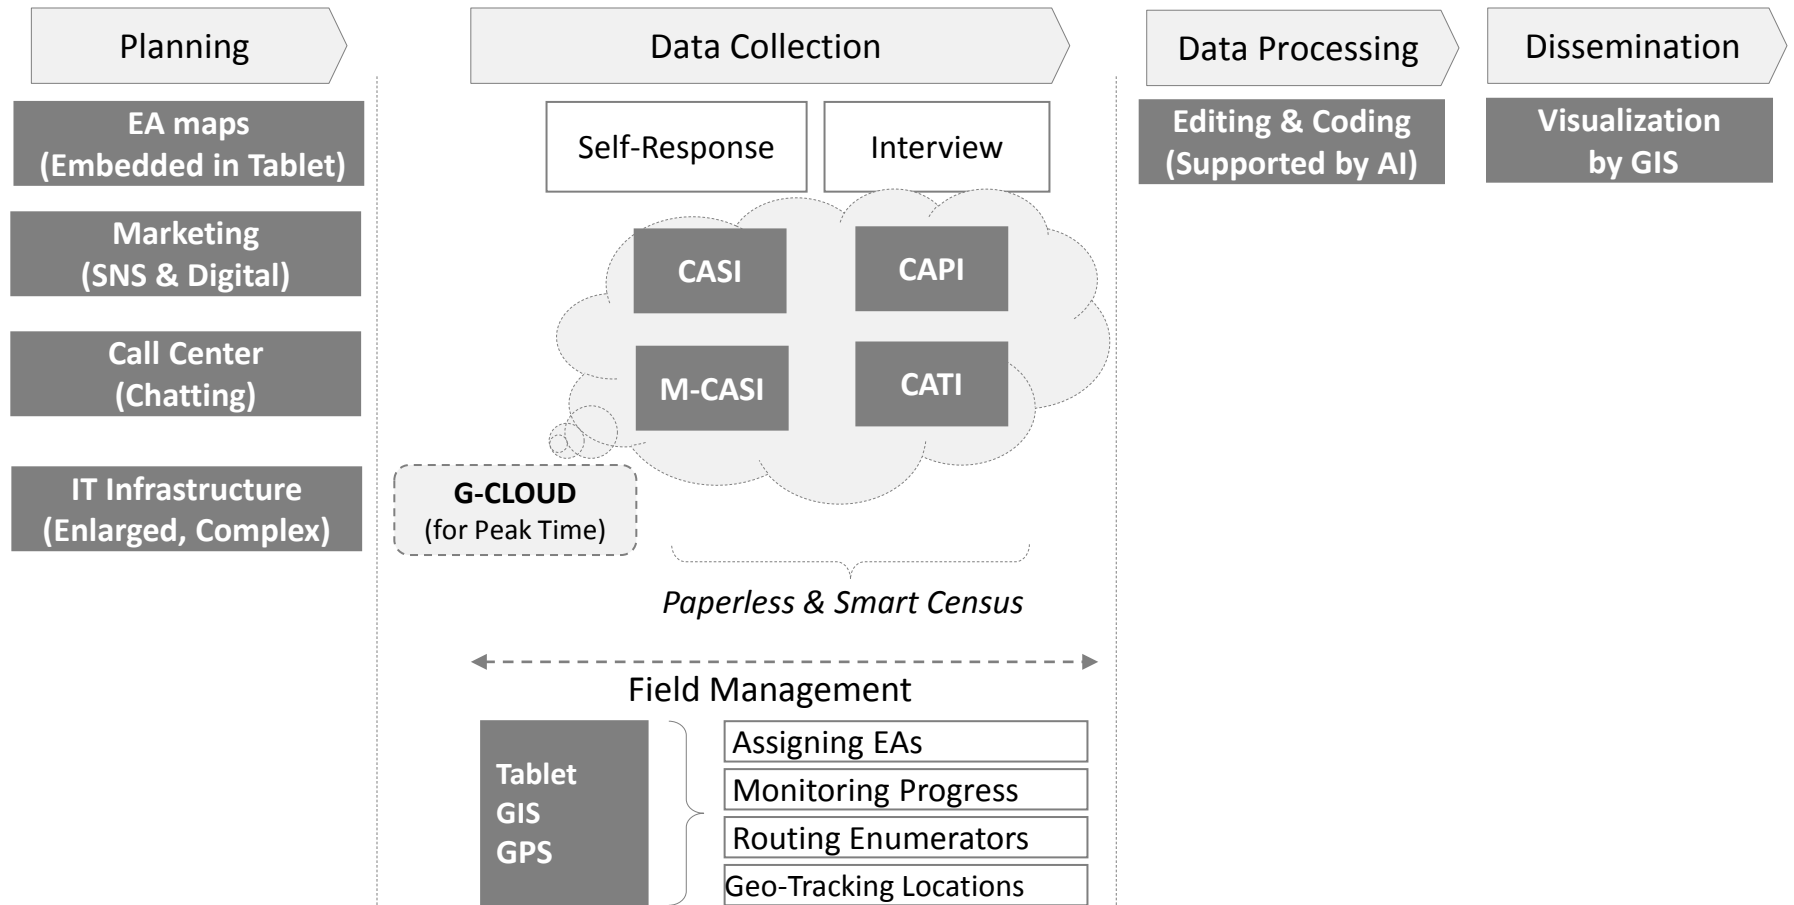 Planning
Data Collection
Data Processing
Dissemination
EA maps
(Embedded in Tablet)
Marketing
(SNS & Digital)
Call Center
(Chatting)
IT Infrastructure
(Enlarged, Complex)
Self-Response
Interview
CASI
CAPI
M-CASI
CATI
G-CLOUD
(for Peak Time)
Paperless & Smart Census
Field Management
Tablet
GIS
GPS
Assigning EAs
Monitoring Progress
Routing Enumerators
Geo-Tracking Locations
Editing & Coding
(Supported by AI)
Visualization
by GIS